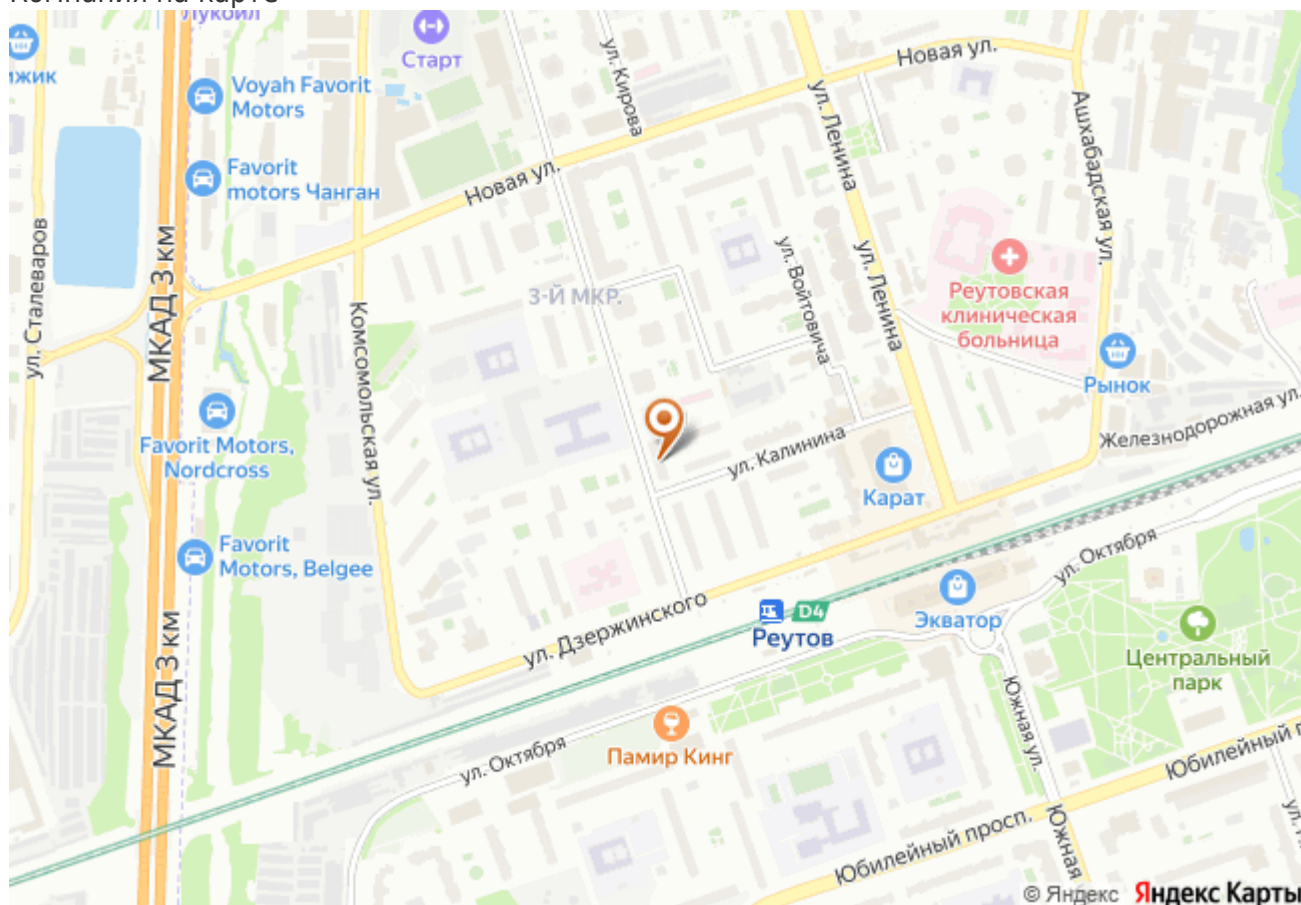 Лукойл
Старт
ул. Кирова
Новая ул.
Voyah Favorit
Motors
ул. Ленина
Ашхабадская ул.
Favorit
motors Чанган
Новая ул.
ул. Сталеваров
МКАД 3 км
3-Й МКР.
ул. Войтовича
ул. Ленина
Реутовская
клиническая
больница
Комсомольская ул.
Рынок
Favorit Motors,
Nordcross
ул. Калинина
Карат
Железнодорожная ул.
Favorit
Motors, Belgee
ул. Октября
ул. Дзержинского
D4
Реутов
Экватор
Центральный
парк
МКАД 3 км
Южная ул.
Памир Кинг
ул. Октября
Юбилейный
Юбилейный просп.
Южная
© Яндекс Яндекс Карты